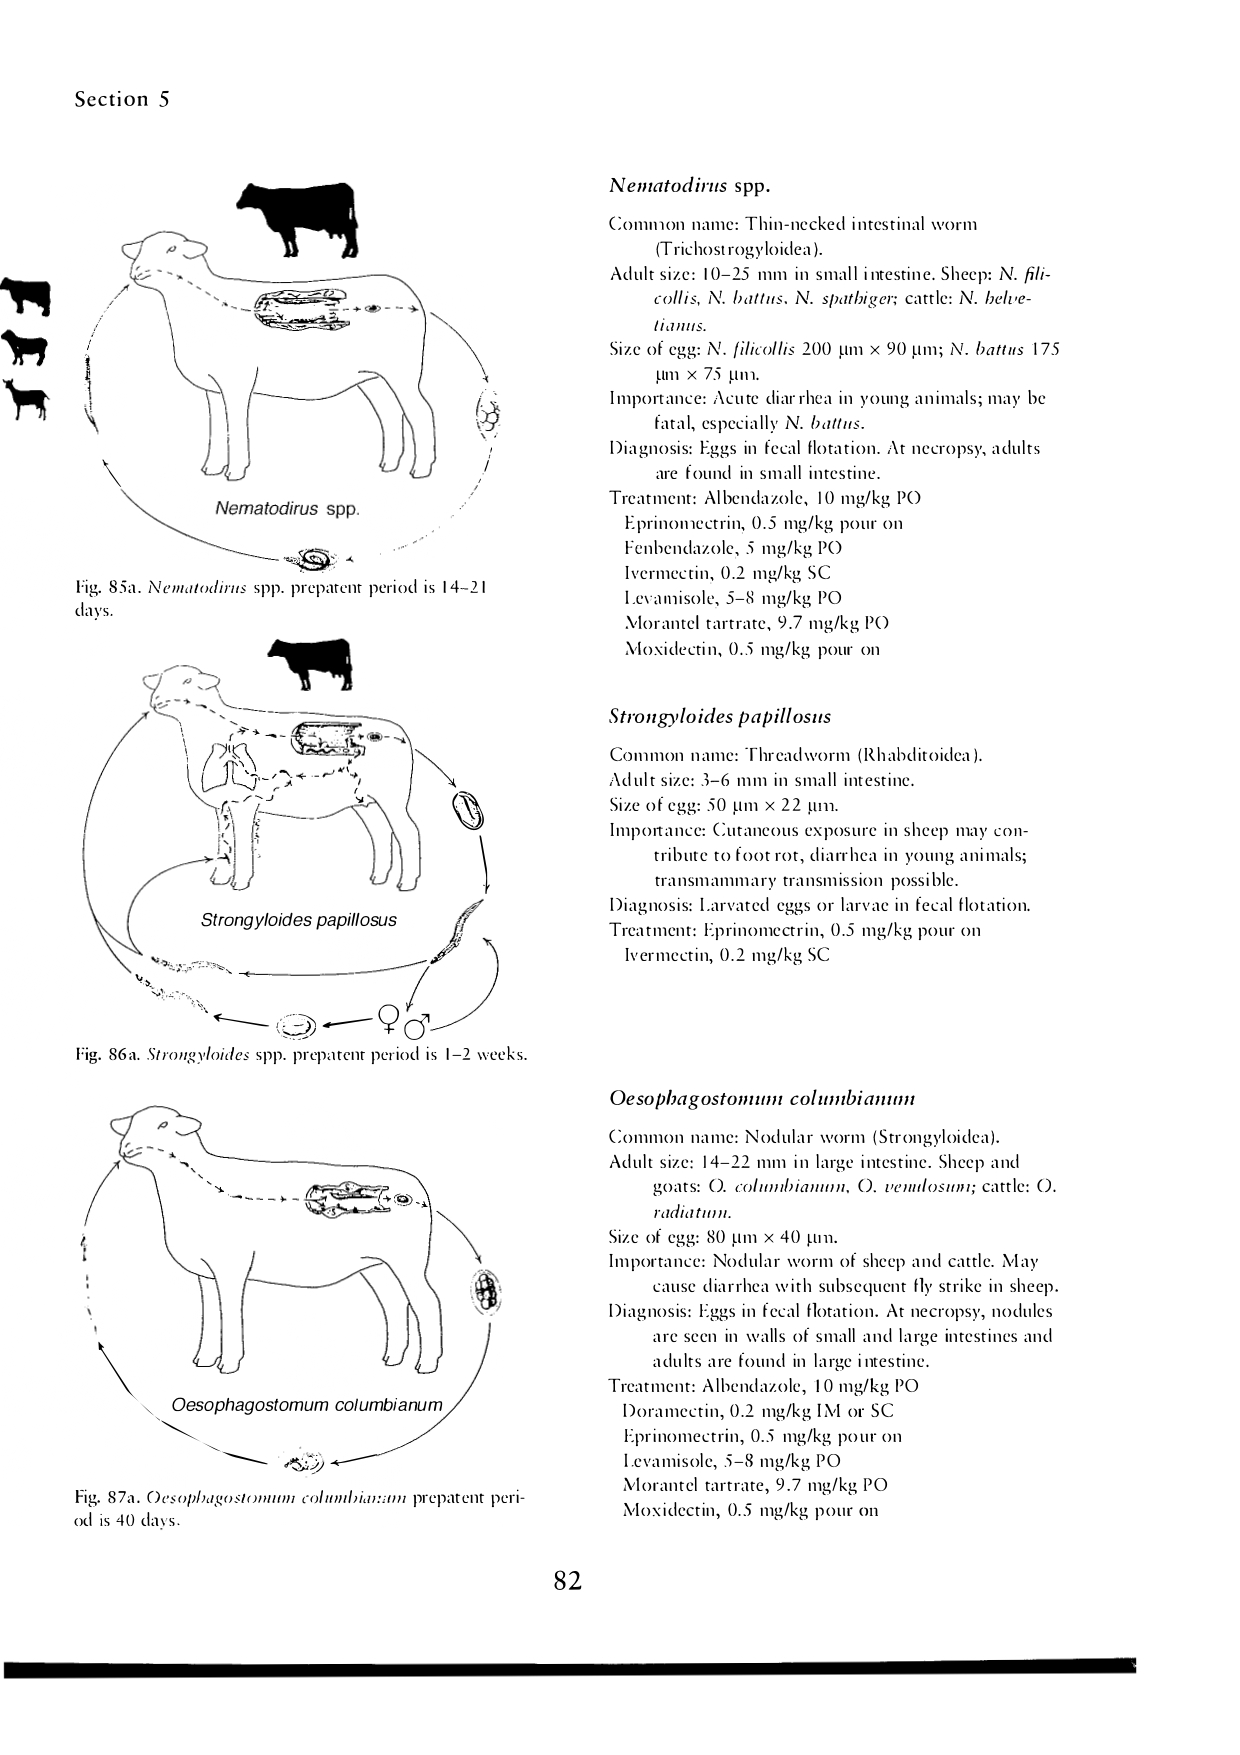 Section 5
Nematodirus spp.
Fig. 85a. Nematodirus spp. prepatent period is 14–21
days.
Strongyloides papillosus
♀
♂
Fig. 86a. Strongyloides spp. prepatent period is 1–2 weeks.
Oesophagostomum columbianum
Fig. 87a. Oesophagostomum columbianum prepatent peri-
od is 40 days.
Nematodirus spp.
Common name: Thin-necked intestinal worm
(Trichostrogyloidea).
Adult size: 10–25 mm in small intestine. Sheep: N. fili-
collis, N. battus, N. spathiger; cattle: N. helve-
tianus.
Size of egg: N. filicollis 200 µm × 90 µm; N. battus 175
µm × 75 µm.
Importance: Acute diarrhea in young animals; may be
fatal, especially N. battus.
Diagnosis: Eggs in fecal flotation. At necropsy, adults
are found in small intestine.
Treatment: Albendazole, 10 mg/kg PO
Eprinomectrin, 0.5 mg/kg pour on
Fenbendazole, 5 mg/kg PO
Ivermectin, 0.2 mg/kg SC
Levamisole, 5–8 mg/kg PO
Morantel tartrate, 9.7 mg/kg PO
Moxidectin, 0.5 mg/kg pour on
Strongyloides papillosus
Common name: Threadworm (Rhabditoidea).
Adult size: 3–6 mm in small intestine.
Size of egg: 50 µm × 22 µm.
Importance: Cutaneous exposure in sheep may con-
tribute to foot rot, diarrhea in young animals;
transmammary transmission possible.
Diagnosis: Larvated eggs or larvae in fecal flotation.
Treatment: Eprinomectrin, 0.5 mg/kg pour on
Ivermectin, 0.2 mg/kg SC
Oesophagostomum columbianum
Common name: Nodular worm (Strongyloidea).
Adult size: 14–22 mm in large intestine. Sheep and
goats: O. columbianum, O. venulosum; cattle: O.
radiatum.
Size of egg: 80 µm × 40 µm.
Importance: Nodular worm of sheep and cattle. May
cause diarrhea with subsequent fly strike in sheep.
Diagnosis: Eggs in fecal flotation. At necropsy, nodules
are seen in walls of small and large intestines and
adults are found in large intestine.
Treatment: Albendazole, 10 mg/kg PO
Doramectin, 0.2 mg/kg IM or SC
Eprinomectrin, 0.5 mg/kg pour on
Levamisole, 5–8 mg/kg PO
Morantel tartrate, 9.7 mg/kg PO
Moxidectin, 0.5 mg/kg pour on
82